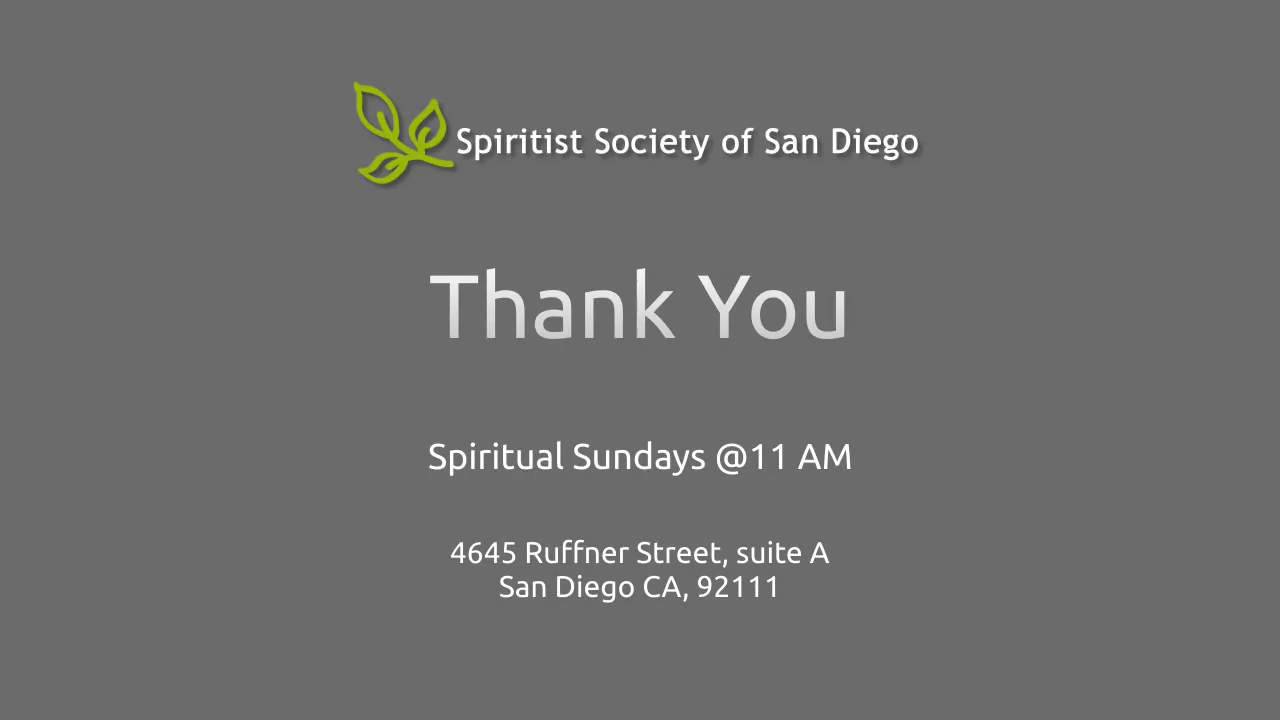 Spiritist Society of San Diego
Thank You
Spiritual Sundays @11 AM
4645 Ruffner Street, suite A
San Diego CA, 92111